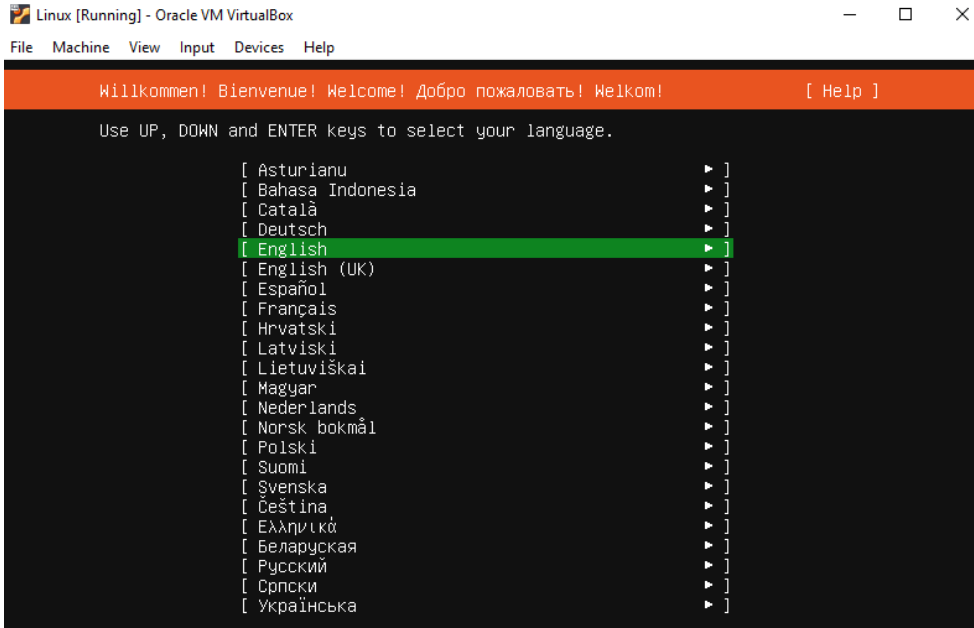 Linux [Running] - Oracle VM VirtualBox
File Machine View Input Devices Help
Willkommen! Bienvenue! Welcome! Добро пожаловать! Welkom! [ Help ]
Use UP, DOWN and ENTER keys to select your language.
[ Asturianu ► ]
[ Bahasa Indonesia ► ]
[ Català ► ]
[ Deutsch ► ]
[ English ► ]
[ English (UK) ► ]
[ Español ► ]
[ Français ► ]
[ Hrvatski ► ]
[ Latviski ► ]
[ Lietuviškai ► ]
[ Magyar ► ]
[ Nederlands ► ]
[ Norsk bokmål ► ]
[ Polski ► ]
[ Suomi ► ]
[ Svenska ► ]
[ Čeština ► ]
[ Ελληνικά ► ]
[ Беларуская ► ]
[ Русский ► ]
[ Српски ► ]
[ Українська ► ]